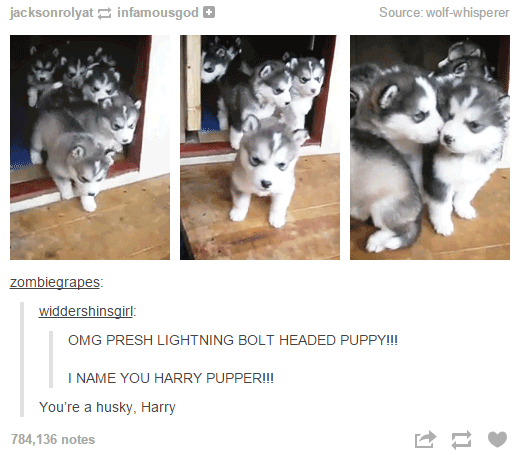 jacksonrolyat infamousgod
Source: wolf-whisperer
zombiegrapes:
widdershinsgirl:
OMG PRESH LIGHTNING BOLT HEADED PUPPY!!!
I NAME YOU HARRY PUPPER!!!
You're a husky, Harry
784,136 notes